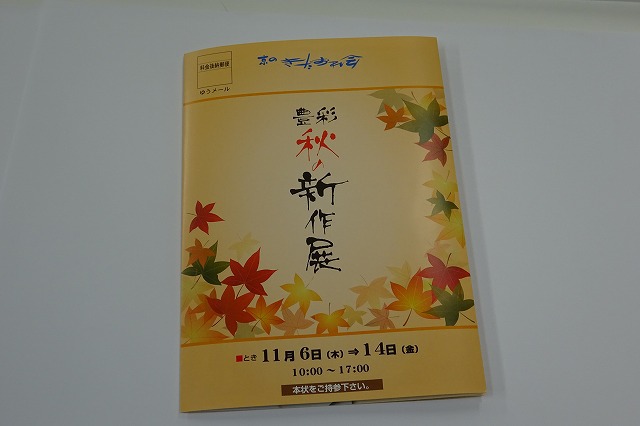 料金後納郵便
ゆうメール
豊彩
秋の
新作展
■とき 11月6日(木)⇒14日(金)
10:00～17:00
本状をご持参下さい。